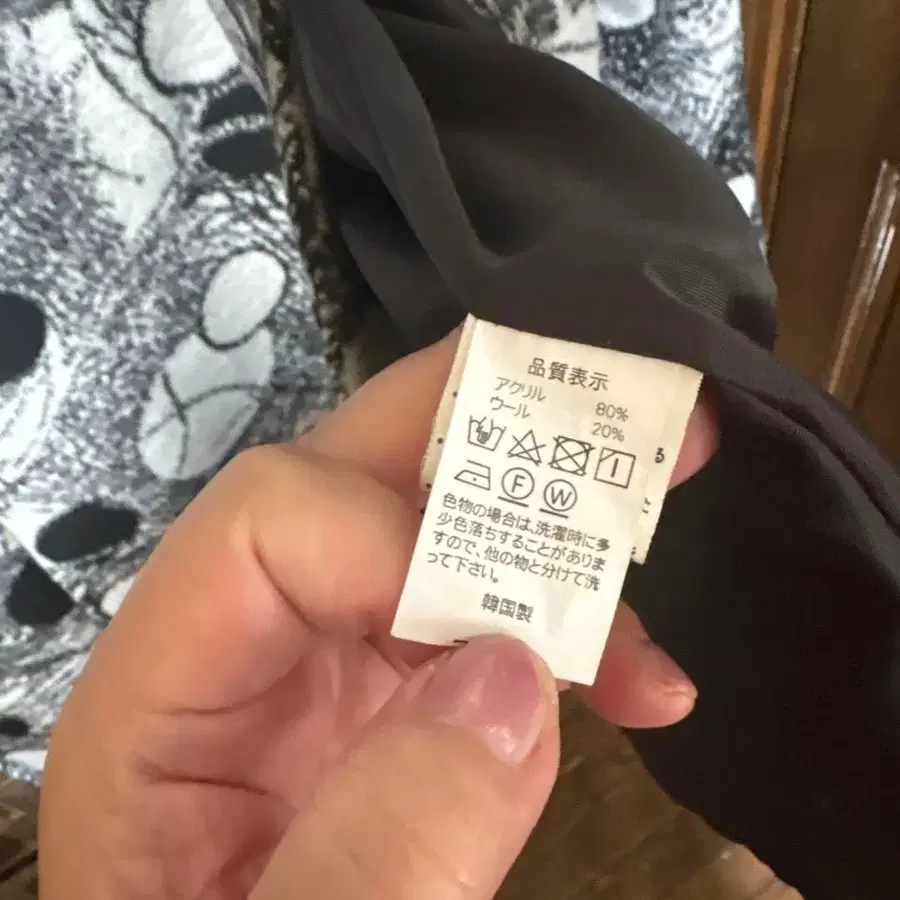 品質表示
アクリル 80%
ウール 20%
F W
色物の場合は、洗濯時に多
少色落ちすることがありま
すので、他の物と分けて洗
って下さい。
韓国製
る